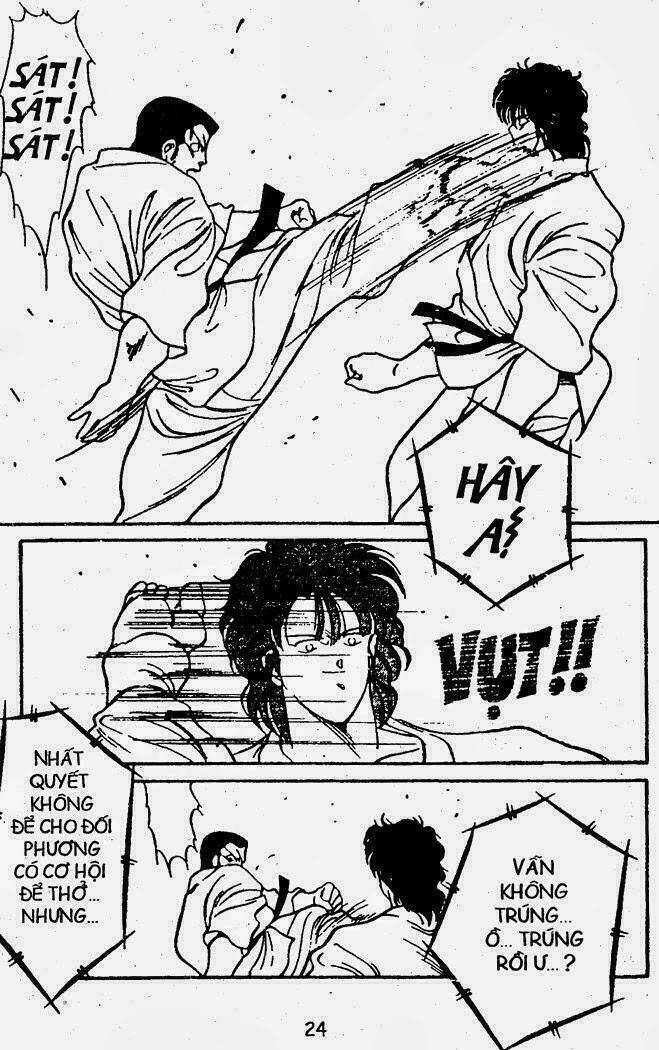 SÁT!
SÁT!
SÁT!
HÂY
A!
VỤT!!
NHẤT
QUYẾT
KHÔNG
ĐỂ CHO ĐỐI
PHƯƠNG
CÓ CƠ HỘI
ĐỂ THỞ...
NHƯNG...
VẪN
KHÔNG
TRÚNG...
Ồ... TRÚNG
RỒI Ư...?
24